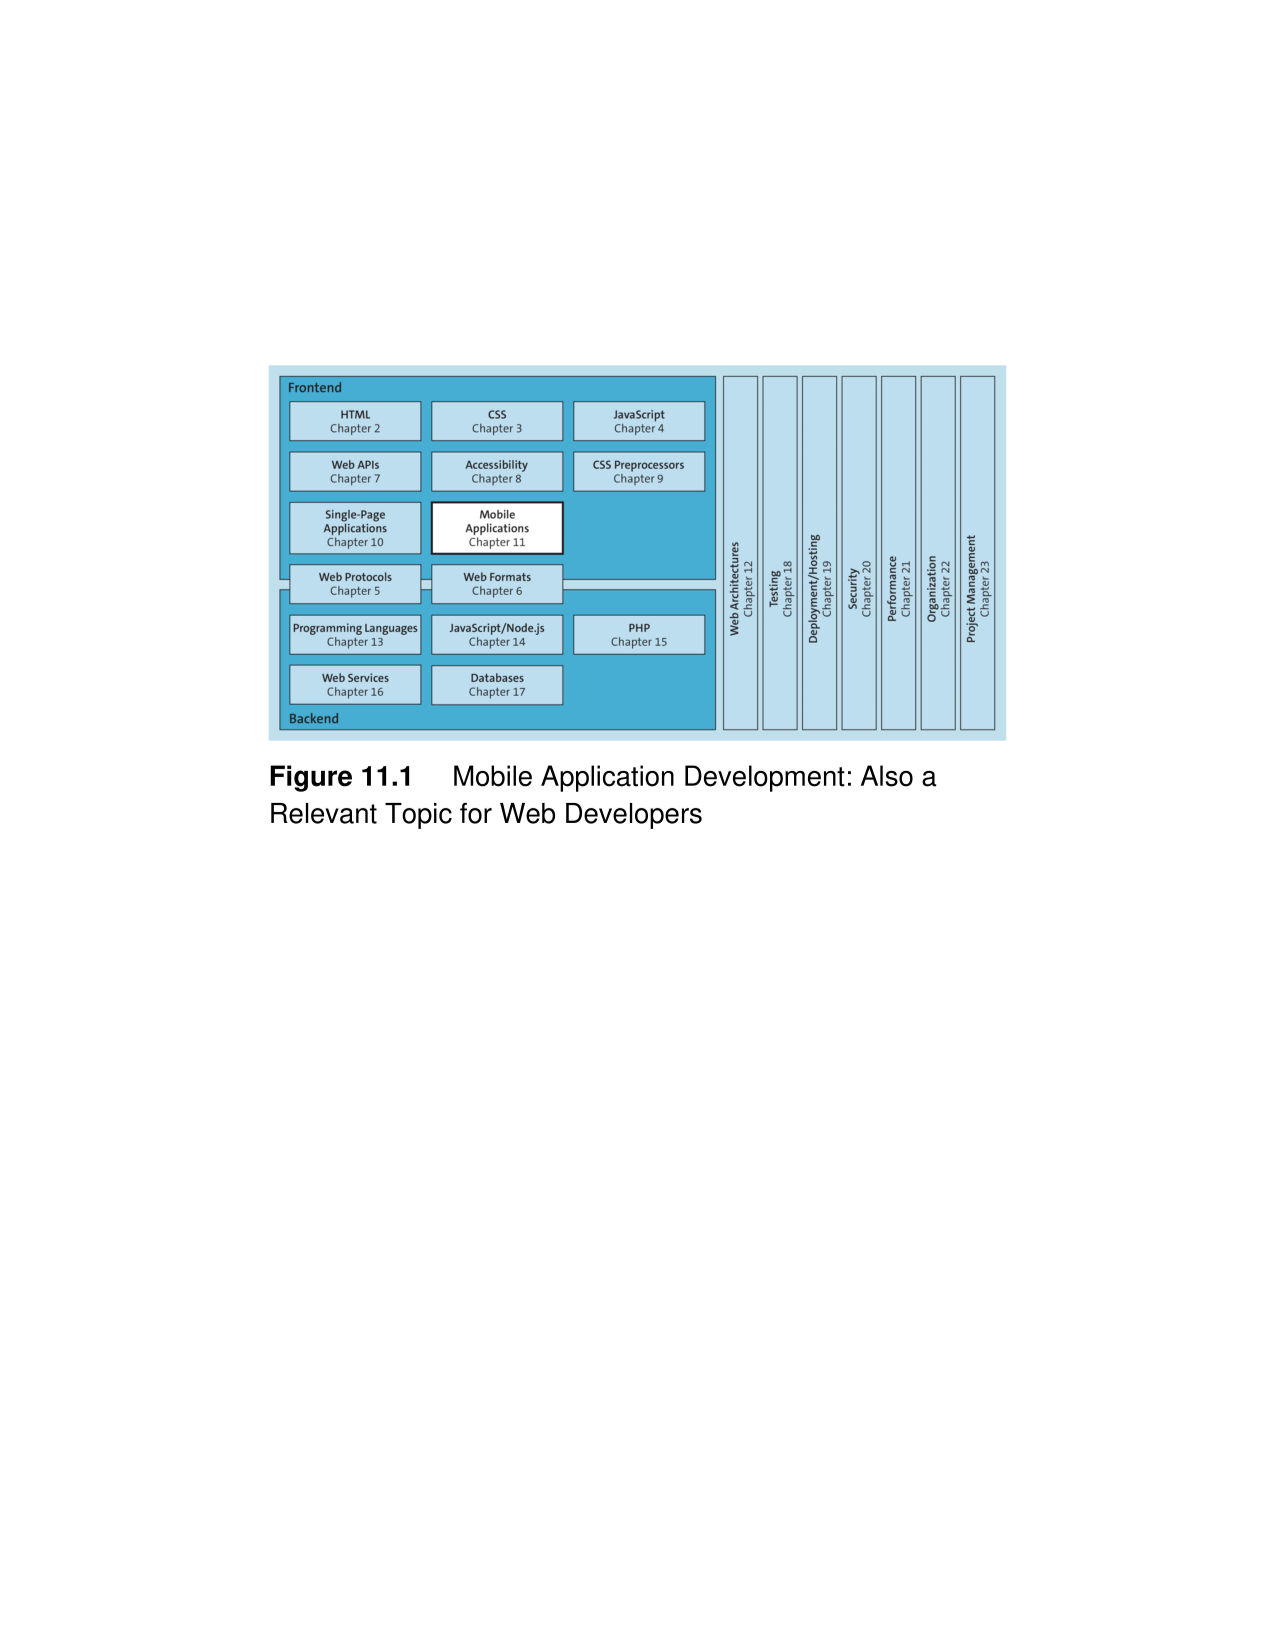 Frontend
HTML
Chapter 2
CSS
Chapter 3
JavaScript
Chapter 4
Web APIs
Chapter 7
Accessibility
Chapter 8
CSS Preprocessors
Chapter 9
Single-Page
Applications
Chapter 10
Mobile
Applications
Chapter 11
Web Protocols
Chapter 5
Web Formats
Chapter 6
Programming Languages
Chapter 13
JavaScript/Node.js
Chapter 14
PHP
Chapter 15
Web Services
Chapter 16
Databases
Chapter 17
Backend
Web Architectures
Chapter 12
Testing
Chapter 18
Deployment/Hosting
Chapter 19
Security
Chapter 20
Performance
Chapter 21
Organization
Chapter 22
Project Management
Chapter 23
Figure 11.1 Mobile Application Development: Also a
Relevant Topic for Web Developers